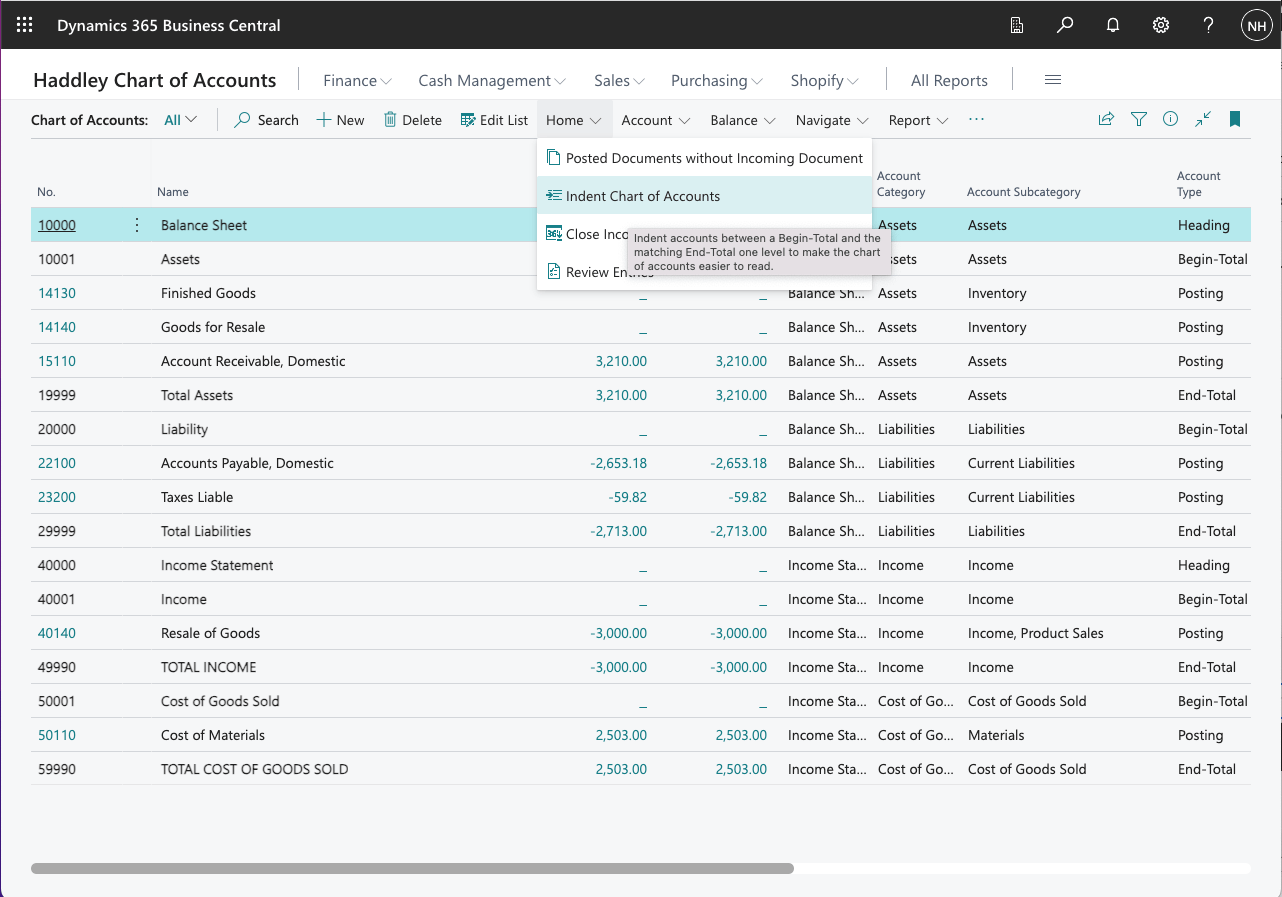 Dynamics 365 Business Central
NH
Haddley Chart of Accounts Finance Cash Management Sales Purchasing Shopify All Reports
Chart of Accounts: All Search New Delete Edit List Home Account Balance Navigate Report ...
Posted Documents without Incoming Document
Indent Chart of Accounts
Close Inco
Review Entries
Indent accounts between a Begin-Total and the
matching End-Total one level to make the chart
of accounts easier to read.
No. Name Account Category Account Subcategory Account Type
10000 Balance Sheet Assets Assets Heading
10001 Assets ssets Assets Begin-Total
14130 Finished Goods _ _ Balance Sh... Assets Inventory Posting
14140 Goods for Resale _ _ Balance Sh... Assets Inventory Posting
15110 Account Receivable, Domestic 3,210.00 3,210.00 Balance Sh... Assets Assets Posting
19999 Total Assets 3,210.00 3,210.00 Balance Sh... Assets Assets End-Total
20000 Liability _ _ Balance Sh... Liabilities Liabilities Begin-Total
22100 Accounts Payable, Domestic -2,653.18 -2,653.18 Balance Sh... Liabilities Current Liabilities Posting
23200 Taxes Liable -59.82 -59.82 Balance Sh... Liabilities Current Liabilities Posting
29999 Total Liabilities -2,713.00 -2,713.00 Balance Sh... Liabilities Liabilities End-Total
40000 Income Statement _ _ Income Sta... Income Income Heading
40001 Income _ _ Income Sta... Income Income Begin-Total
40140 Resale of Goods -3,000.00 -3,000.00 Income Sta... Income Income, Product Sales Posting
49990 TOTAL INCOME -3,000.00 -3,000.00 Income Sta... Income Income End-Total
50001 Cost of Goods Sold _ _ Income Sta... Cost of Go... Cost of Goods Sold Begin-Total
50110 Cost of Materials 2,503.00 2,503.00 Income Sta... Cost of Go... Materials Posting
59990 TOTAL COST OF GOODS SOLD 2,503.00 2,503.00 Income Sta... Cost of Go... Cost of Goods Sold End-Total